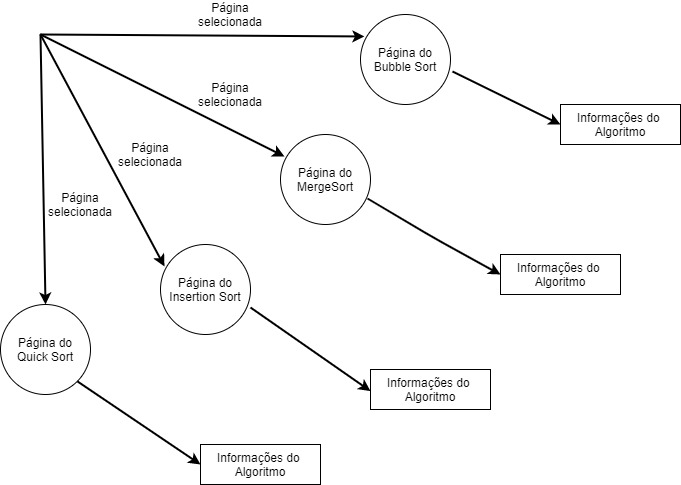 Página
selecionada
Página do
Bubble Sort
Página
selecionada
Informações do
Algoritmo
Página
selecionada
Página do
MergeSort
Página
selecionada
Informações do
Algoritmo
Página do
Insertion Sort
Página do
Quick Sort
Informações do
Algoritmo
Informações do
Algoritmo